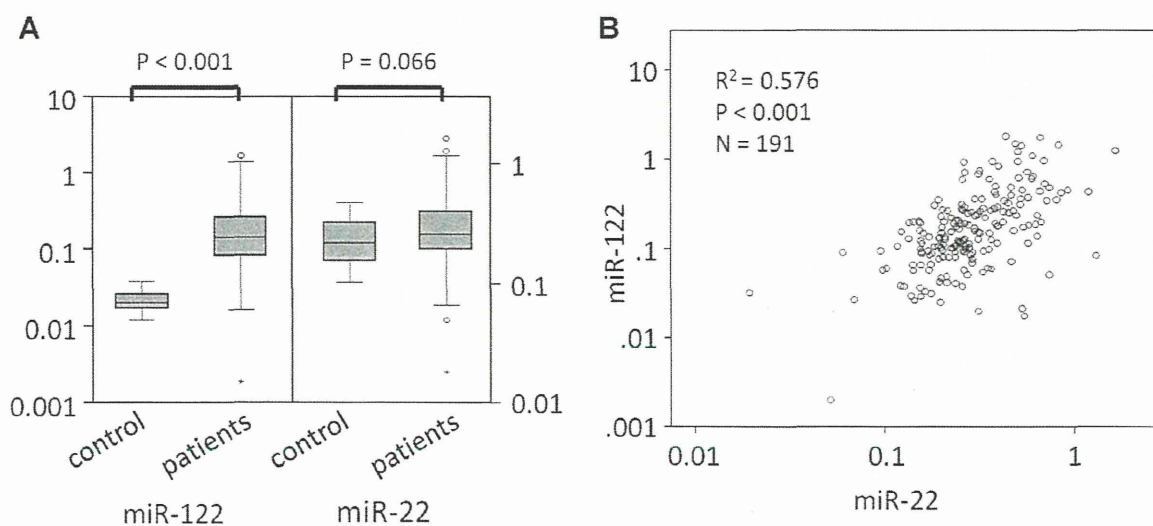 A
P < 0.001
P = 0.066
10
1
0.1
0.01
0.001
1
0.1
0.01
control
patients
control
patients
miR-122
miR-22
B
R² = 0.576
P < 0.001
N = 191
miR-122
10
1
0.1
.01
.001
0.01
0.1
1
miR-22